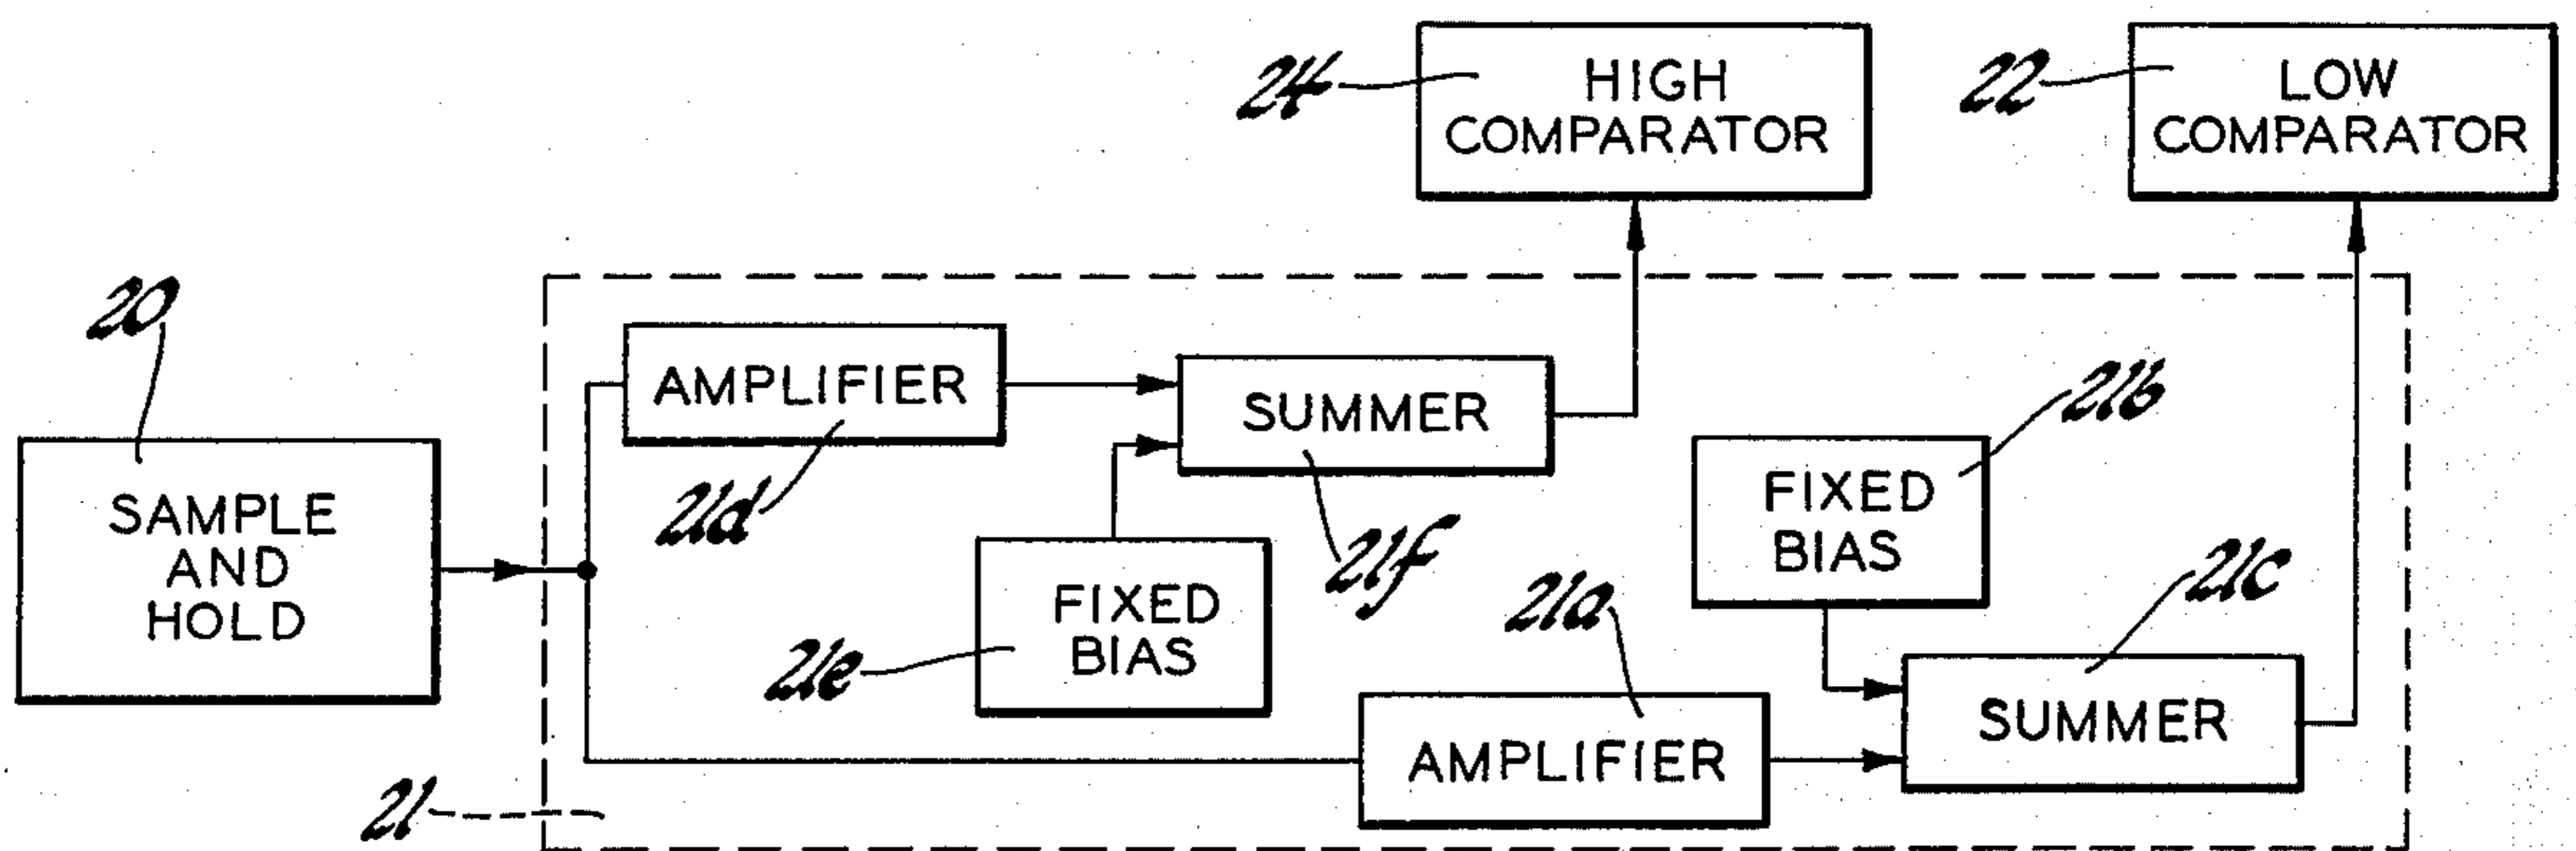 24
HIGH
COMPARATOR
22
LOW
COMPARATOR
20
SAMPLE
AND
HOLD
AMPLIFIER
21d
SUMMER
21f
FIXED
BIAS
21e
FIXED
BIAS
21b
21a
AMPLIFIER
21c
SUMMER
21